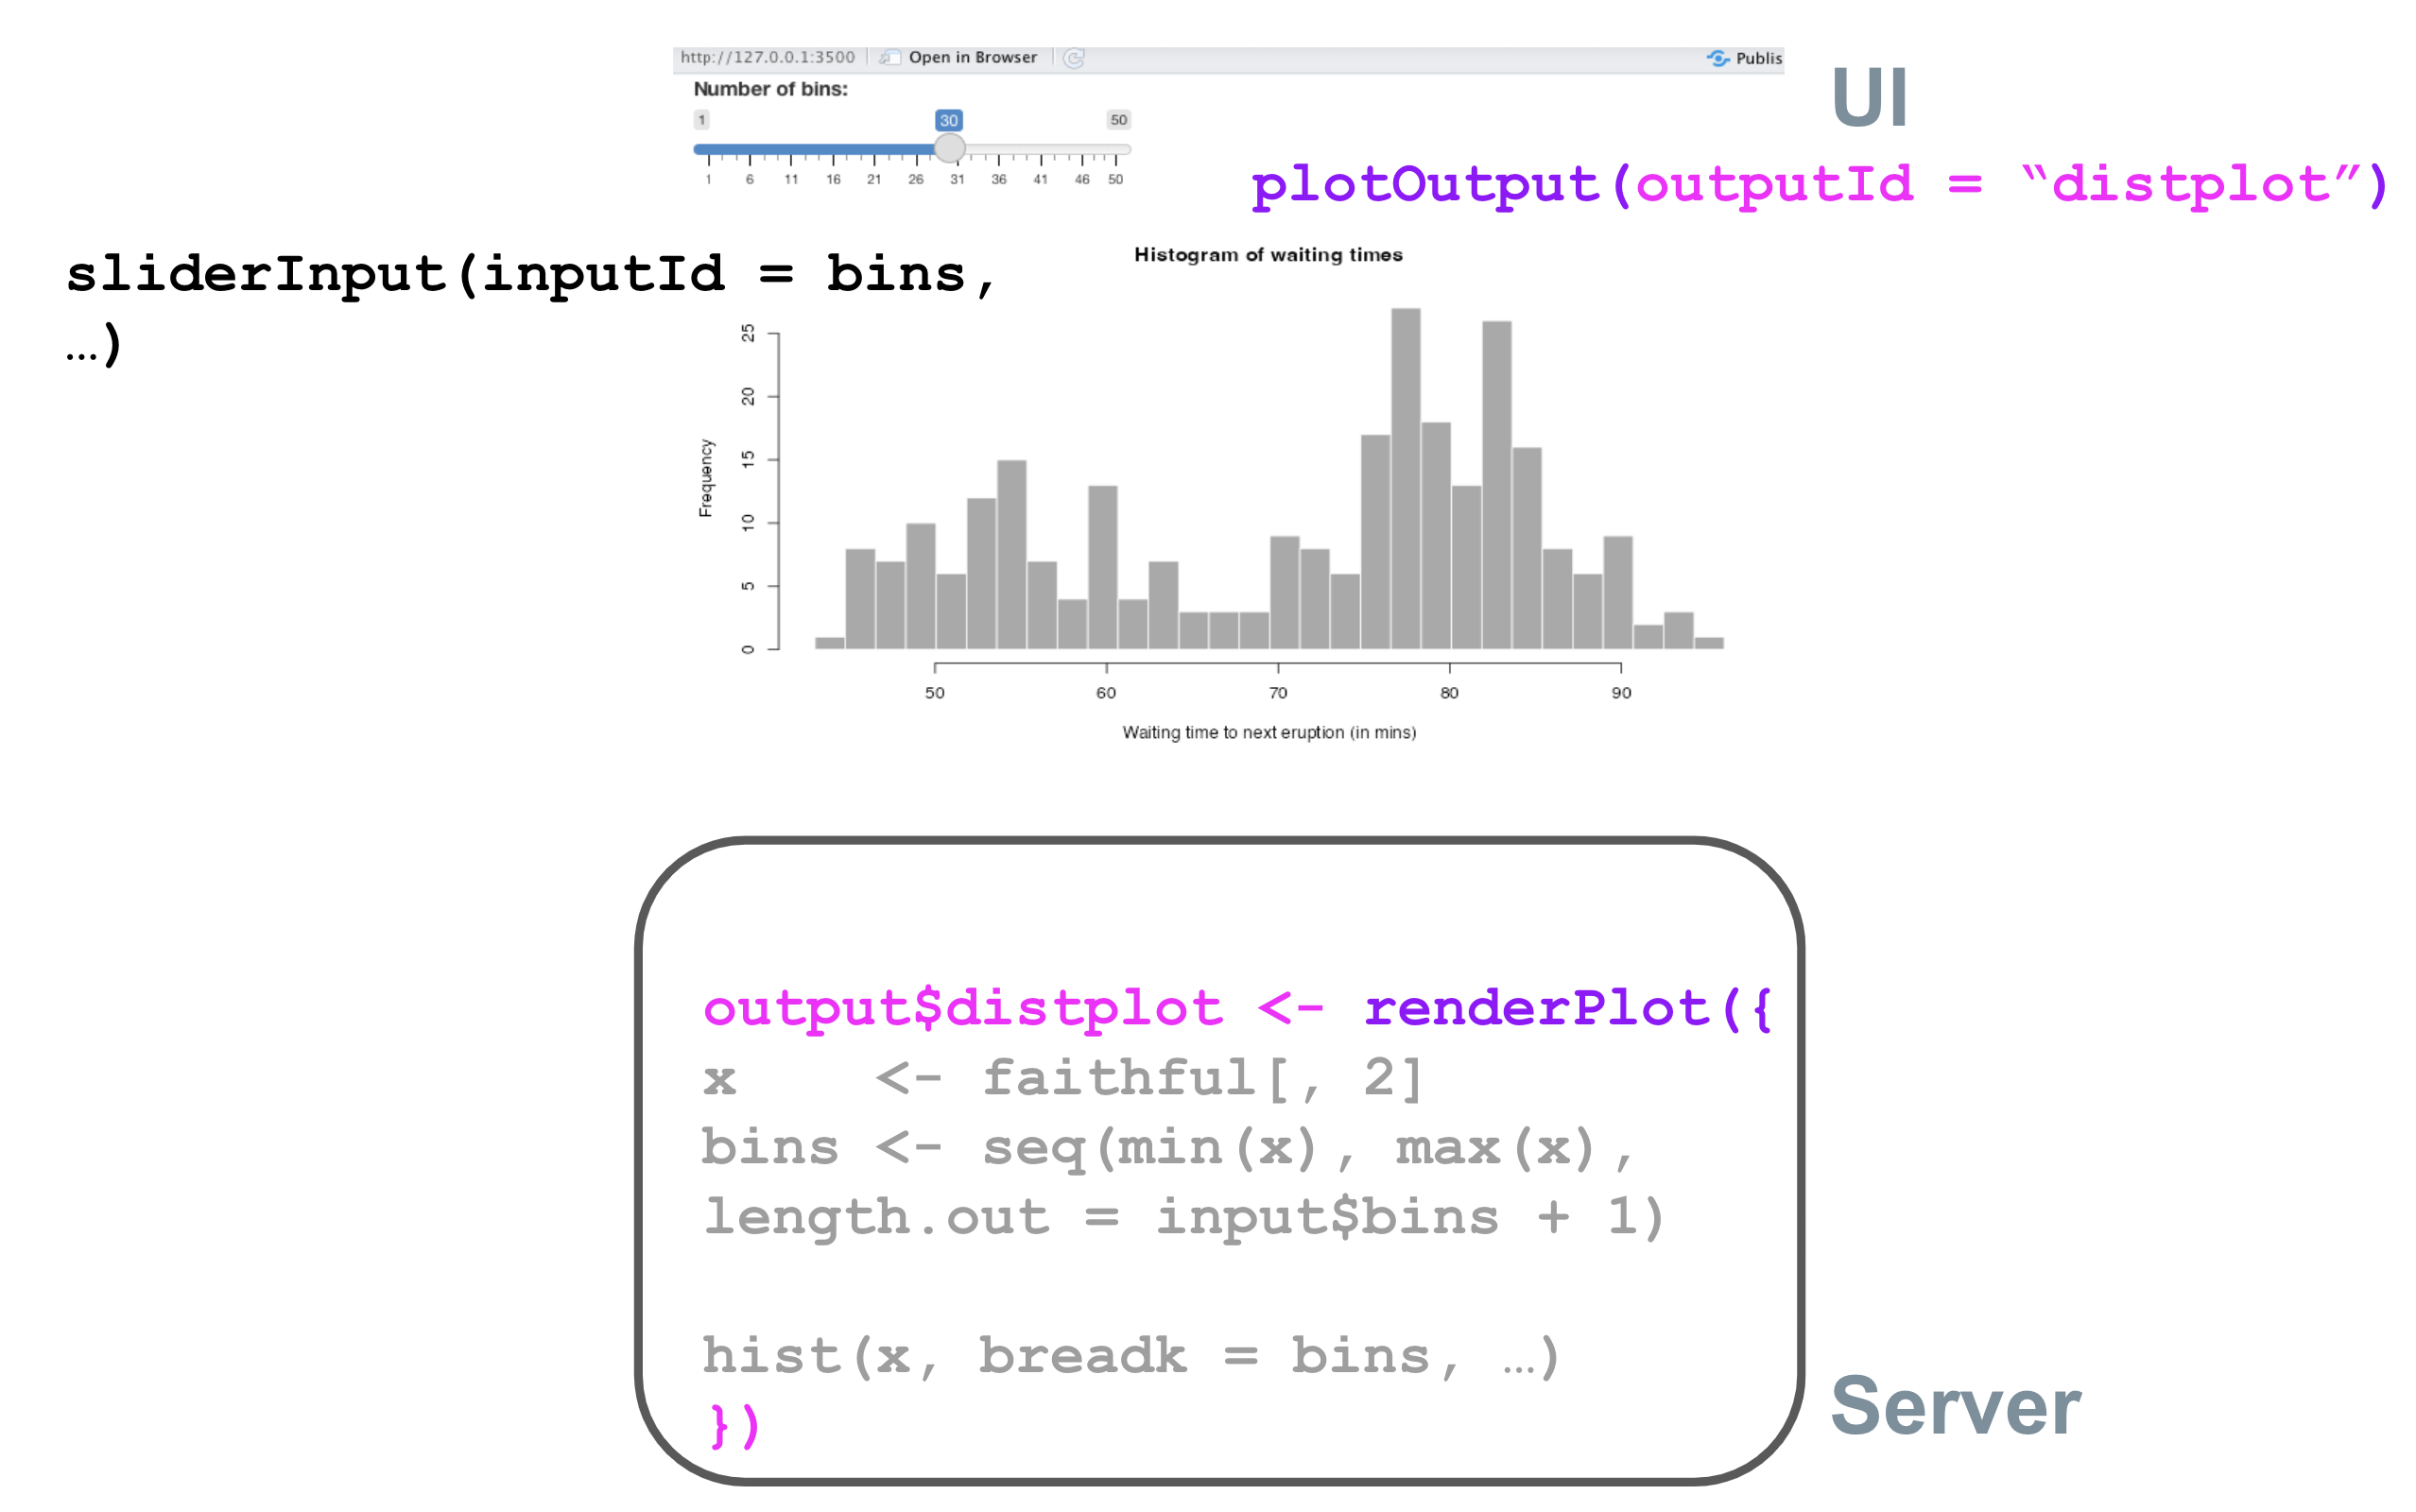 http://127.0.0.1:3500 Open in Browser Publis
UI
Number of bins:
1 30 50
1 6 11 16 21 26 31 36 41 46 50
plotOutput(outputId = “distplot”)
sliderInput(inputId = bins,
…)
Histogram of waiting times
Frequency
25
20
15
10
5
0
50 60 70 80 90
Waiting time to next eruption (in mins)
output$distplot <- renderPlot({
x    <- faithful[, 2]
bins <- seq(min(x), max(x),
length.out = input$bins + 1)
hist(x, breadk = bins, …)
})
Server